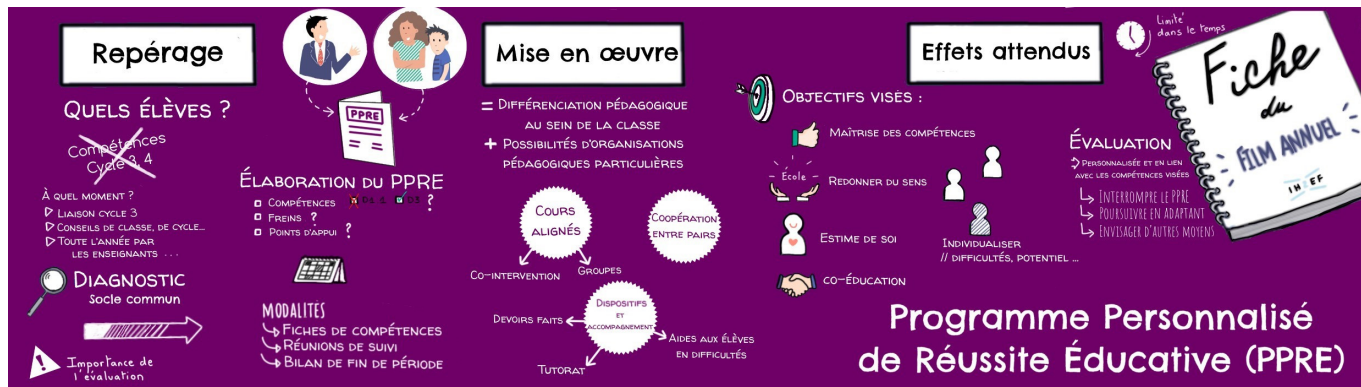 Repérage
QUELS ÉLÈVES ?
Compétences
Cycle 3, 4
À QUEL MOMENT ?
LIAISON CYCLE 3
CONSEILS DE CLASSE, DE CYCLE...
TOUTE L'ANNÉE PAR
LES ENSEIGNANTS ...
DIAGNOSTIC
SOCLE COMMUN
Importance de
l'évaluation
PPRE
ÉLABORATION DU PPRE
COMPÉTENCES D1.1 D3 ?
FREINS ?
POINTS D'APPUI ?
MODALITÉS
FICHES DE COMPÉTENCES
RÉUNIONS DE SUIVI
BILAN DE FIN DE PÉRIODE
Mise en œuvre
= DIFFÉRENCIATION PÉDAGOGIQUE
AU SEIN DE LA CLASSE
+ POSSIBILITÉS D'ORGANISATIONS
PÉDAGOGIQUES PARTICULIÈRES
COURS
ALIGNÉS
COOPÉRATION
ENTRE PAIRS
CO-INTERVENTION
GROUPES
DISPOSITIFS
ET
ACCOMPAGNEMENT
DEVOIRS FAITS
AIDES AUX ÉLÈVES
EN DIFFICULTÉS
TUTORAT
Effets attendus
OBJECTIFS VISÉS :
MAÎTRISE DES COMPÉTENCES
École
REDONNER DU SENS
ESTIME DE SOI
CO-ÉDUCATION
INDIVIDUALISER
// DIFFICULTÉS, POTENTIEL ...
Limité
dans le temps
ÉVALUATION
PERSONNALISÉE ET EN LIEN
AVEC LES COMPÉTENCES VISÉES
INTERROMPRE LE PPRE
POURSUIVRE EN ADAPTANT
ENVISAGER D'AUTRES MOYENS
Fiche
du
FILM ANNUEL
IH2EF
Programme Personnalisé
de Réussite Éducative (PPRE)